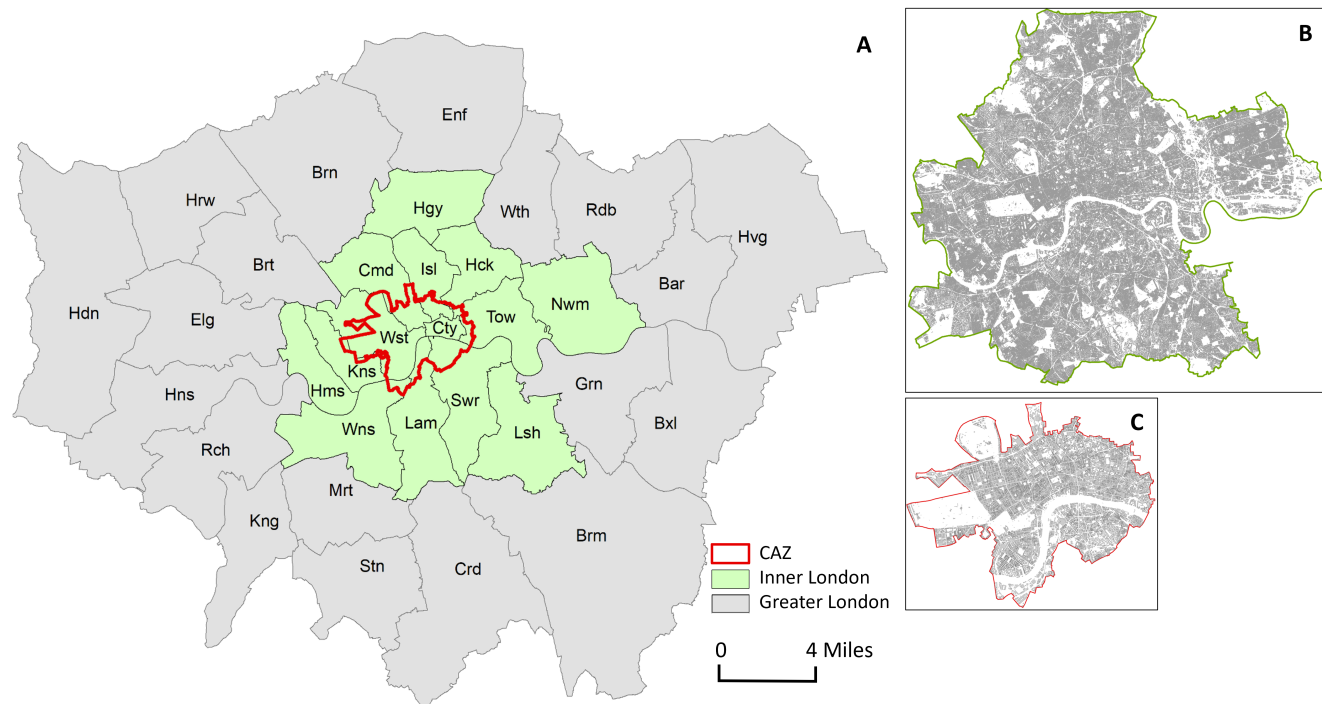 A
Enf
Brn
Hrw
Hgy
Wth
Rdb
Hvg
Brt
Cmd
Isl
Hck
Bar
Nwm
Hdn
Elg
Wst
Cty
Tow
Kns
Hns
Hms
Grn
Swr
Lam
Wns
Lsh
Bxl
Rch
Mrt
Kng
Brm
Stn
Crd
CAZ
Inner London
Greater London
0 4 Miles
B
C